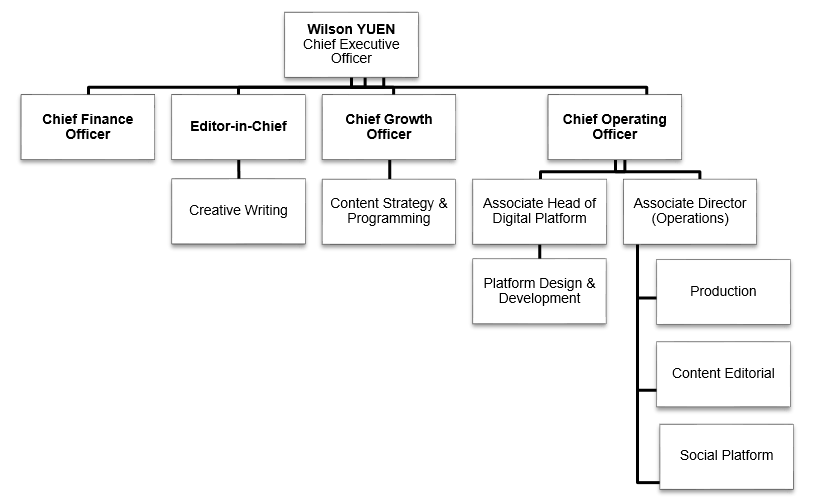 Wilson YUEN
Chief Executive
Officer
Chief Finance
Officer
Editor-in-Chief
Chief Growth
Officer
Chief Operating
Officer
Creative Writing
Content Strategy &
Programming
Associate Head of
Digital Platform
Associate Director
(Operations)
Platform Design &
Development
Production
Content Editorial
Social Platform